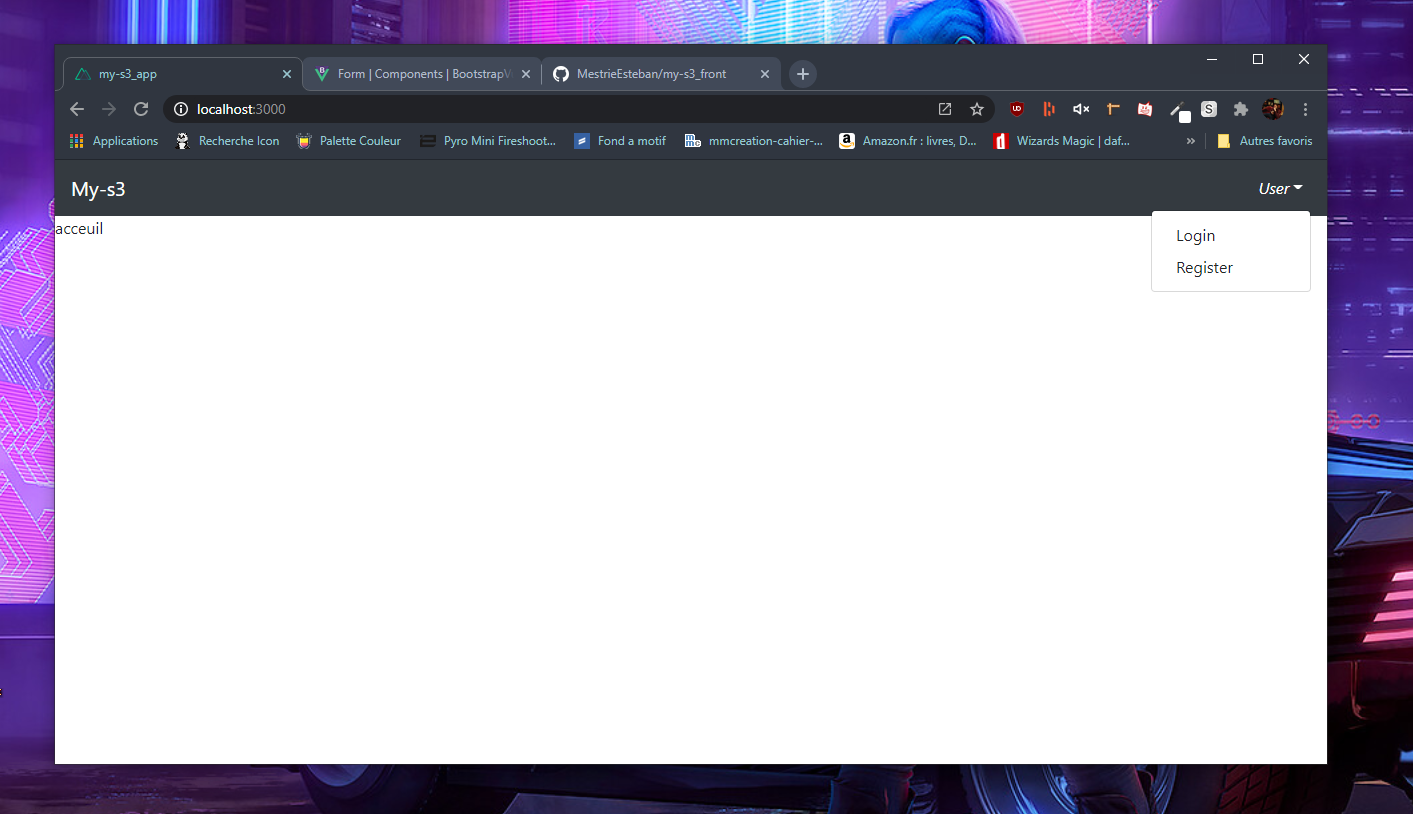 my-s3_app
Form | Components | BootstrapV
MestrieEsteban/my-s3_front
localhost:3000
Applications Recherche Icon Palette Couleur Pyro Mini Fireshoot... Fond a motif mmcreation-cahier-... Amazon.fr : livres, D... Wizards Magic | daf... » Autres favoris
My-s3 User
acceuil
Login
Register